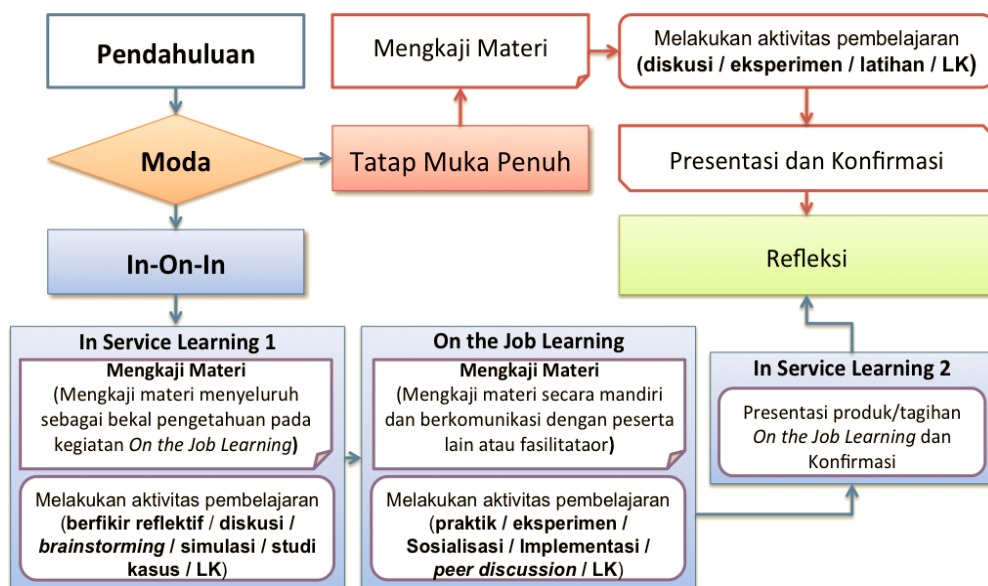 Pendahuluan
Moda
Tatap Muka Penuh
Mengkaji Materi
Melakukan aktivitas pembelajaran
(diskusi / eksperimen / latihan / LK)
Presentasi dan Konfirmasi
Refleksi
In-On-In
In Service Learning 1
Mengkaji Materi
(Mengkaji materi menyeluruh
sebagai bekal pengetahuan pada
kegiatan On the Job Learning)
Melakukan aktivitas pembelajaran
(berfikir reflektif / diskusi /
brainstorming / simulasi / studi
kasus / LK)
On the Job Learning
Mengkaji Materi
(Mengkaji materi secara mandiri
dan berkomunikasi dengan peserta
lain atau fasilitataor)
Melakukan aktivitas pembelajaran
(praktik / eksperimen /
Sosialisasi / Implementasi /
peer discussion / LK)
In Service Learning 2
Presentasi produk/tagihan
On the Job Learning dan
Konfirmasi